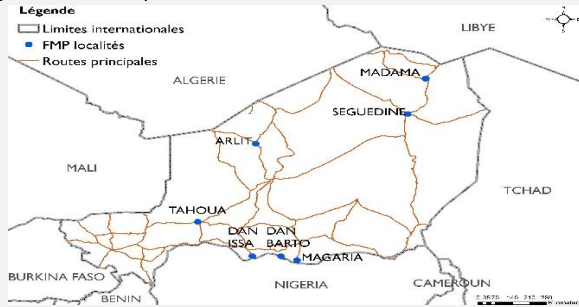 Légende
Limites internationales
FMP localités
Routes principales
LIBYE
ALGERIE
MADAMA
SEGUEDINE
ARLIT
MALI
TCHAD
TAHOUA
DAN DAN
ISSA BARTO
MAGARIA
BURKINA FASO
NIGERIA
CAMEROUN
BENIN